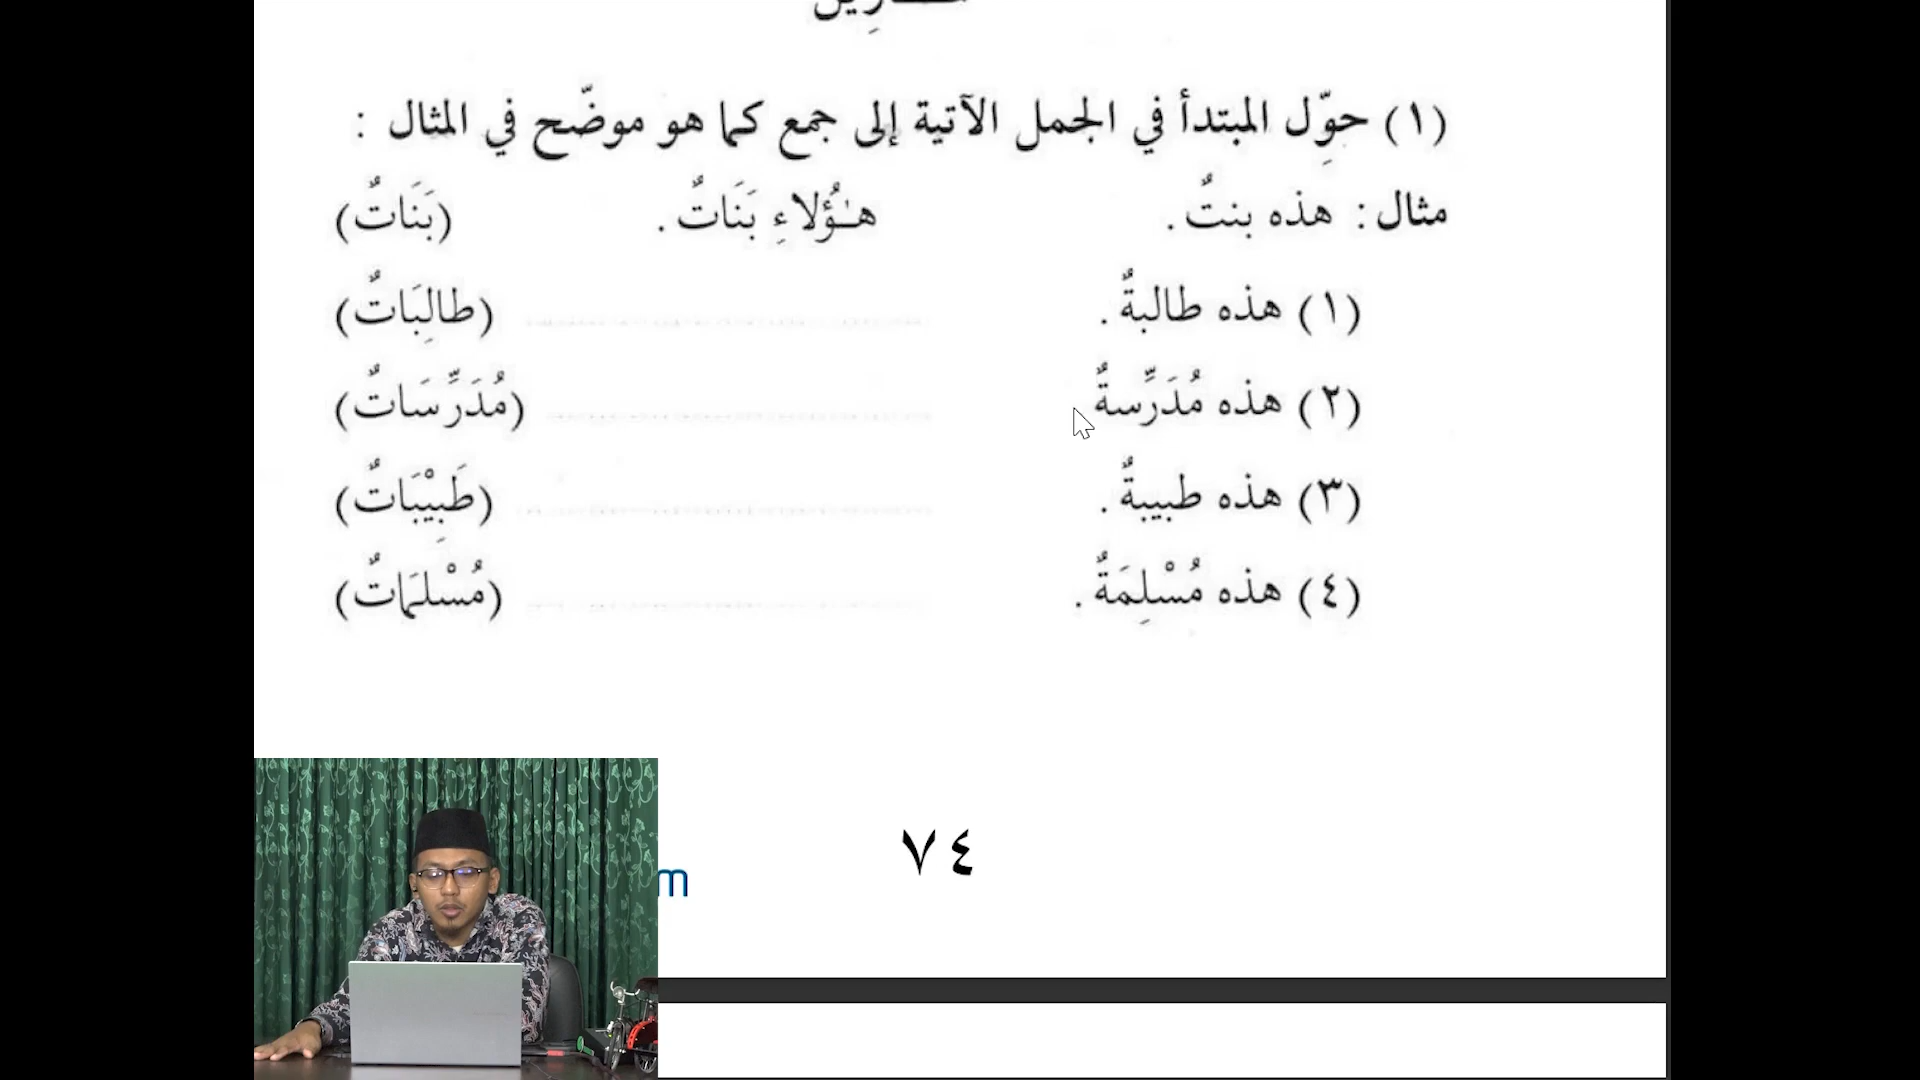 (١) حوِّل المبتدأ في الجمل الآتية إلى جمع كما هو موضّح في المثال :
مثال : هذه بنتٌ . هـٰؤُلاءِ بَنَاتٌ . (بَنَاتٌ)
(١) هذه طالبةٌ . (طالِبَاتٌ)
(٢) هذه مُدَرِّسةٌ (مُدَرِّسَاتٌ)
(٣) هذه طبيبةٌ . (طَبِيْبَاتٌ)
(٤) هذه مُسْلِمَةٌ . (مُسْلمَاتٌ)
٧٤
m